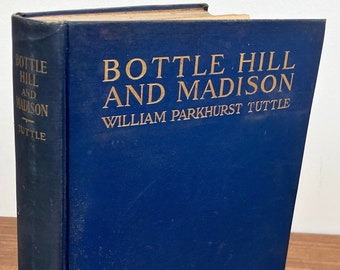 BOTTLE HILL
AND MADISON
WILLIAM PARKHURST TUTTLE
BOTTLE
HILL
AND
MADISON
TUTTLE